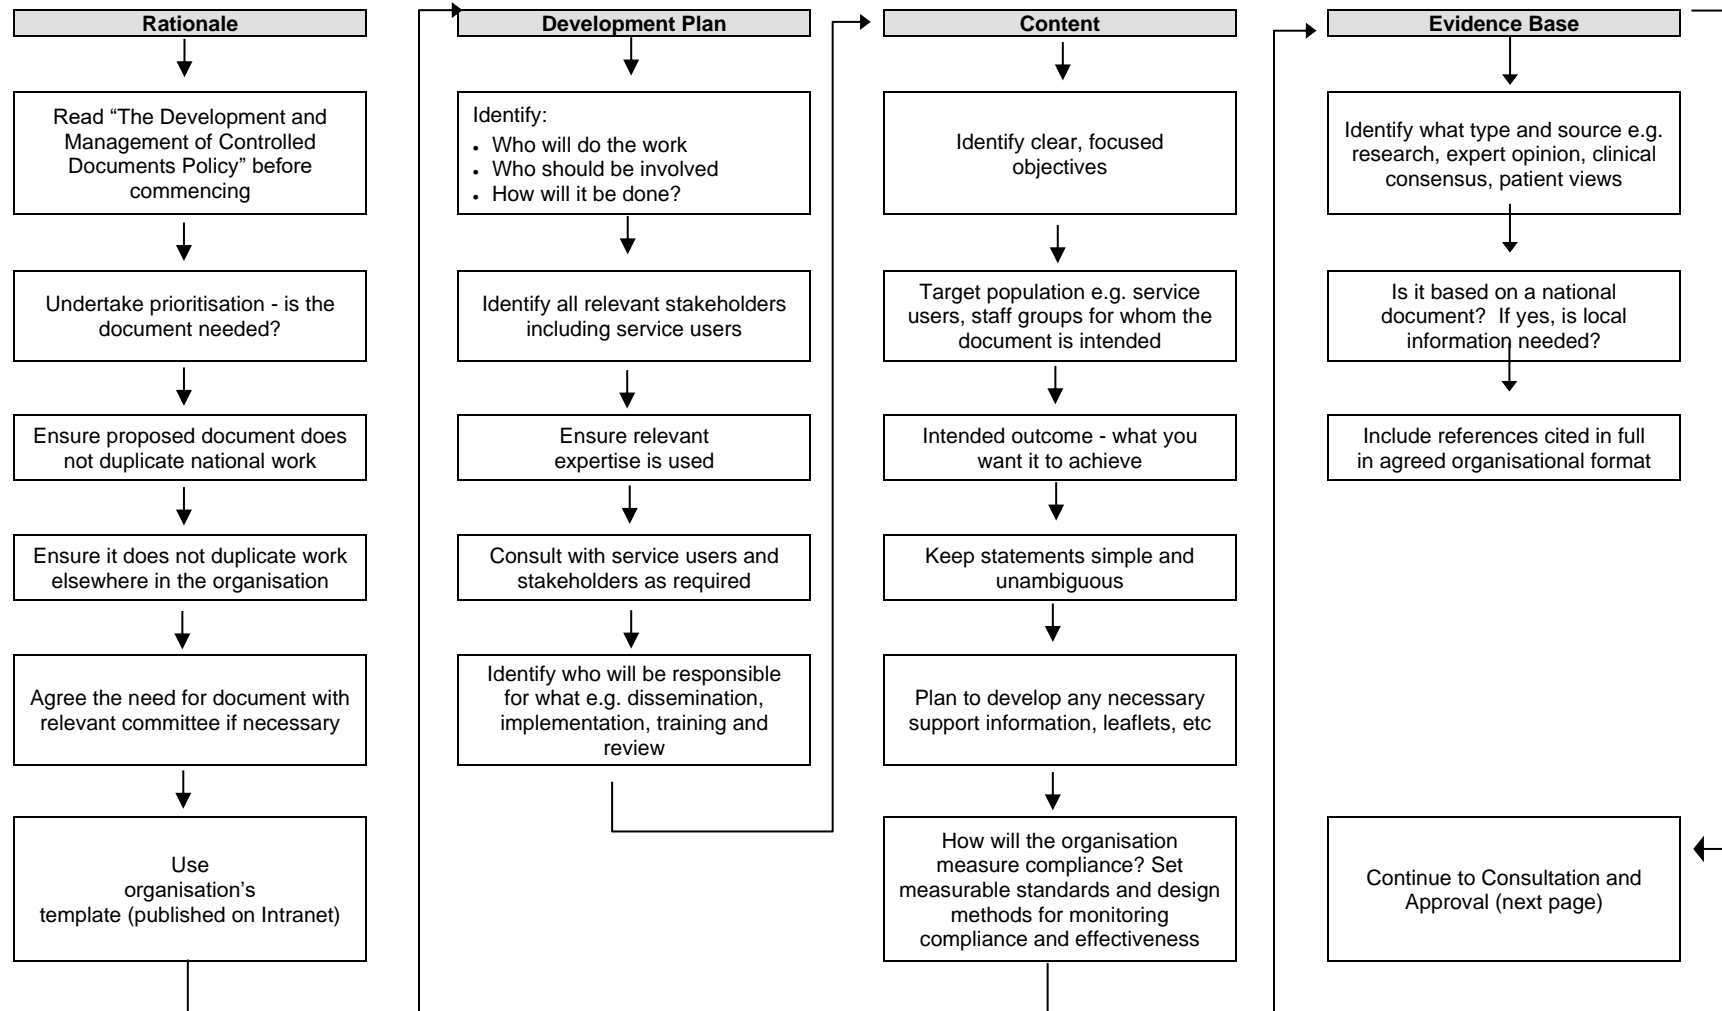 Rationale
Read “The Development and
Management of Controlled
Documents Policy” before
commencing
Undertake prioritisation - is the
document needed?
Ensure proposed document does
not duplicate national work
Ensure it does not duplicate work
elsewhere in the organisation
Agree the need for document with
relevant committee if necessary
Use
organisation’s
template (published on Intranet)
Development Plan
Identify:
• Who will do the work
• Who should be involved
• How will it be done?
Identify all relevant stakeholders
including service users
Ensure relevant
expertise is used
Consult with service users and
stakeholders as required
Identify who will be responsible
for what e.g. dissemination,
implementation, training and
review
Content
Identify clear, focused
objectives
Target population e.g. service
users, staff groups for whom the
document is intended
Intended outcome - what you
want it to achieve
Keep statements simple and
unambiguous
Plan to develop any necessary
support information, leaflets, etc
How will the organisation
measure compliance? Set
measurable standards and design
methods for monitoring
compliance and effectiveness
Evidence Base
Identify what type and source e.g.
research, expert opinion, clinical
consensus, patient views
Is it based on a national
document?  If yes, is local
information needed?
Include references cited in full
in agreed organisational format
Continue to Consultation and
Approval (next page)